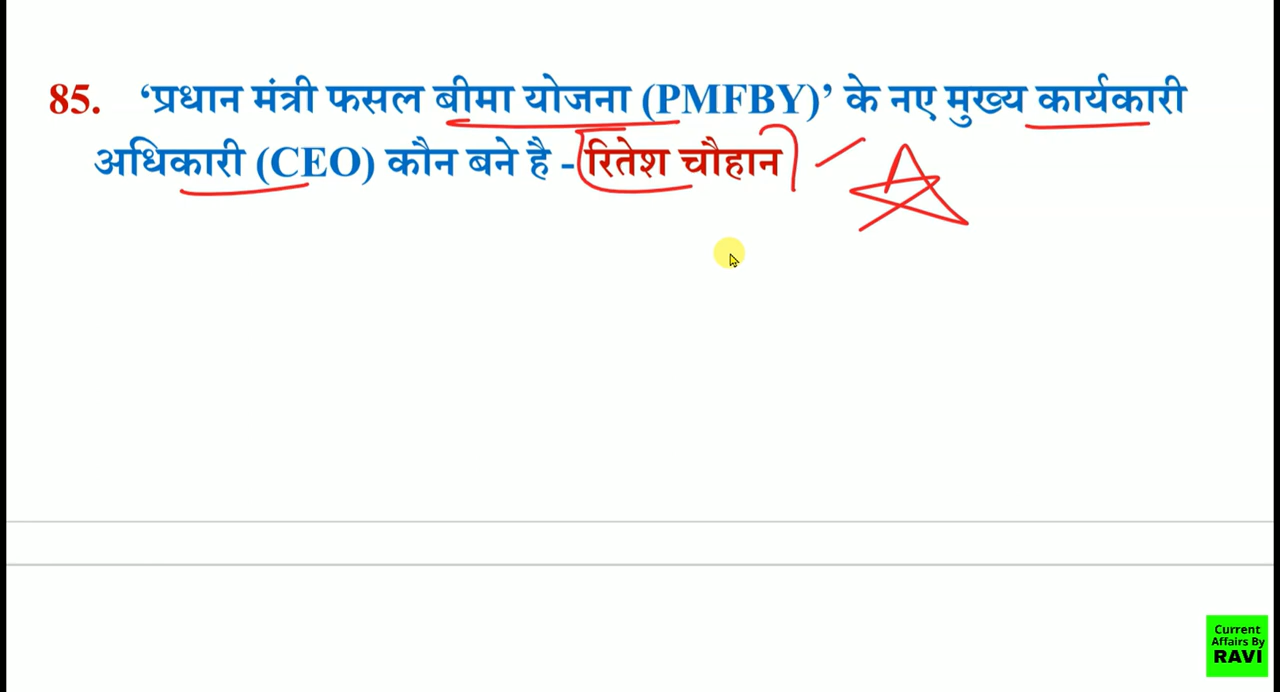 85. ‘प्रधान मंत्री फसल बीमा योजना (PMFBY)’ के नए मुख्य कार्यकारी
अधिकारी (CEO) कौन बने है - रितेश चौहान
Current
Affairs By
RAVI